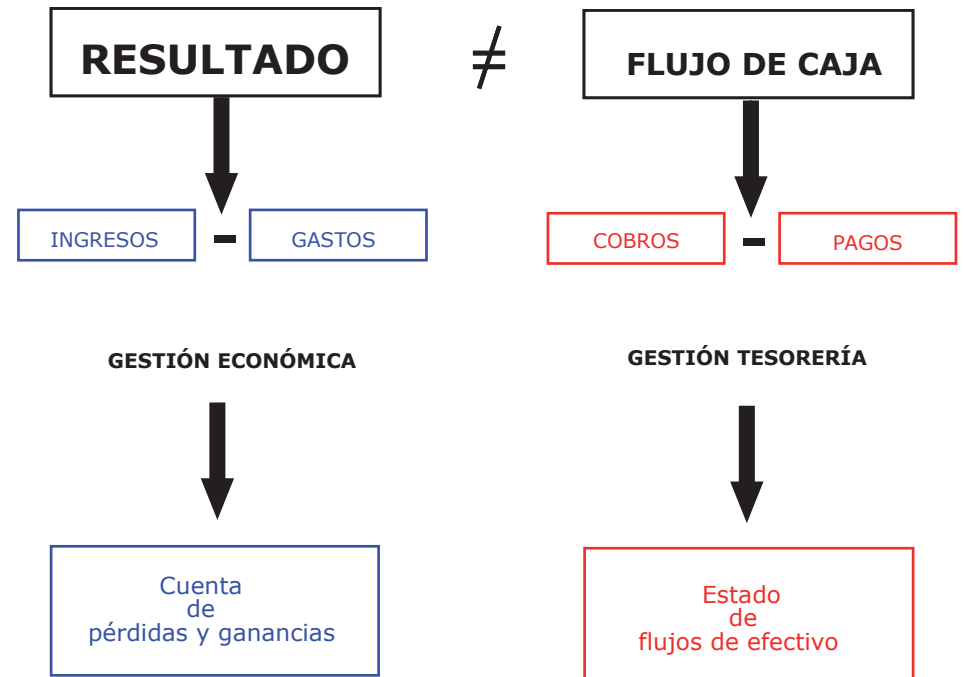 RESULTADO ≠ FLUJO DE CAJA
INGRESOS - GASTOS
COBROS - PAGOS
GESTIÓN ECONÓMICA
GESTIÓN TESORERÍA
Cuenta
de
pérdidas y ganancias
Estado
de
flujos de efectivo